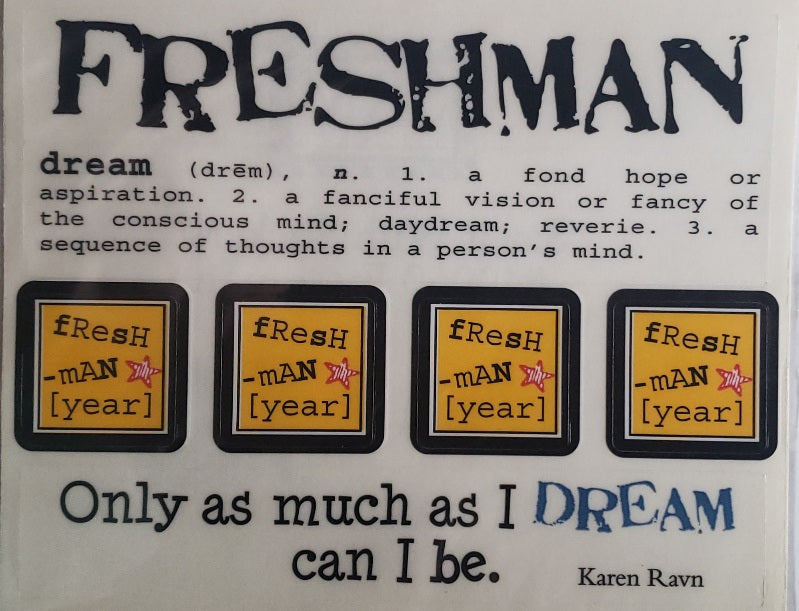 FRESHMAN
dream (drēm), n. 1. a fond hope or
aspiration. 2. a fanciful vision or fancy of
the conscious mind; daydream; reverie. 3. a
sequence of thoughts in a person's mind.
fResH
-mAN
[year]
fResH
-mAN
[year]
fResH
-mAN
[year]
fResH
-mAN
[year]
Only as much as I DREAM
can I be.
Karen Ravn